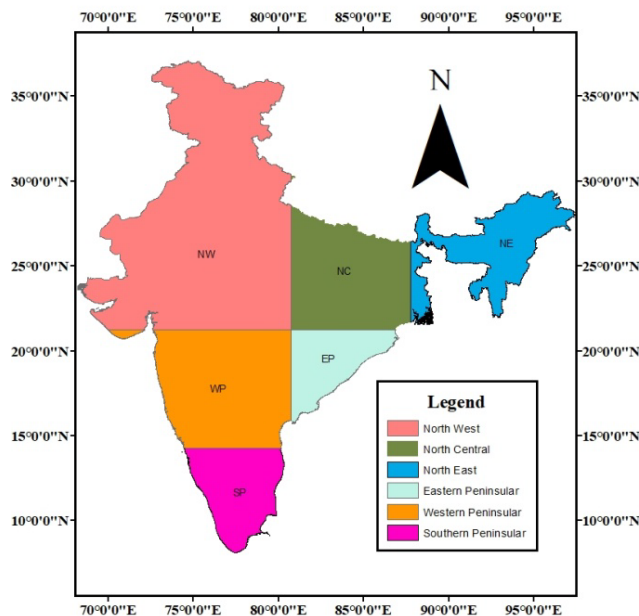 70°0'0"E 75°0'0"E 80°0'0"E 85°0'0"E 90°0'0"E 95°0'0"E
N
35°0'0"N 35°0'0"N
30°0'0"N 30°0'0"N
NE
NW
25°0'0"N 25°0'0"N
NC
20°0'0"N 20°0'0"N
EP
WP
Legend
North West
15°0'0"N 15°0'0"N
North Central
North East
Eastern Peninsular
SP
Western Peninsular
10°0'0"N 10°0'0"N
Southern Peninsular
70°0'0"E 75°0'0"E 80°0'0"E 85°0'0"E 90°0'0"E 95°0'0"E